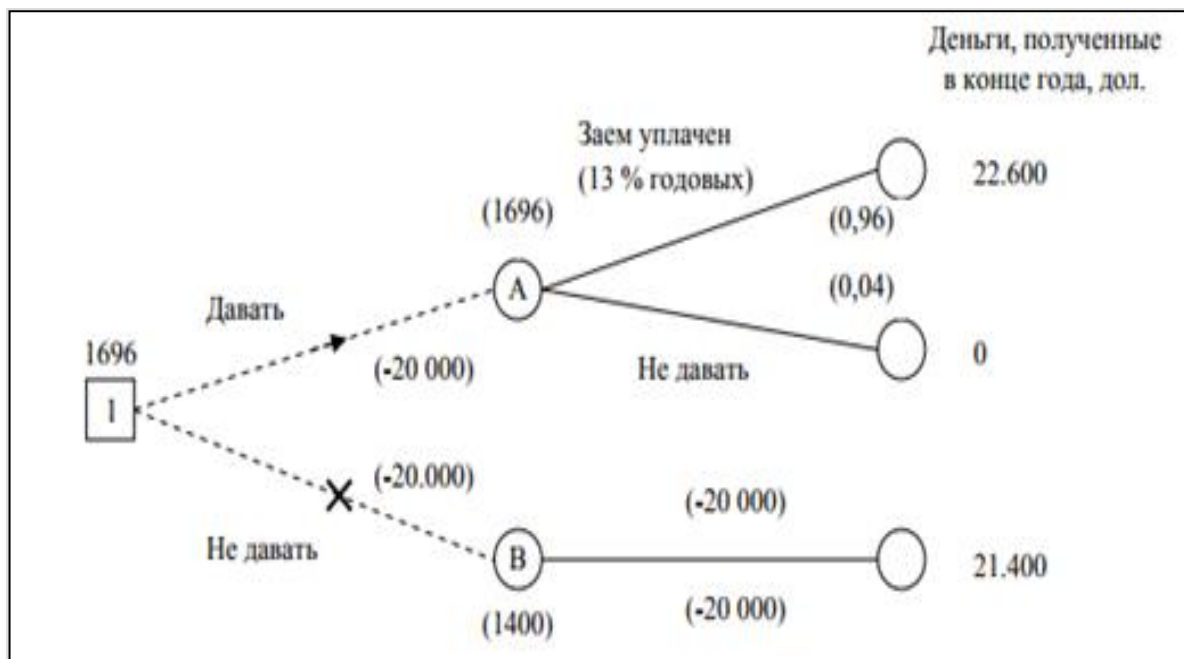 Деньги, полученные
в конце года, дол.
Заем уплачен
(13 % годовых)
22.600
(1696)
(0,96)
А
(0,04)
Давать
1696
(-20 000)
Не давать
0
1
(-20.000)
(-20 000)
Не давать
В
21.400
(1400)
(-20 000)